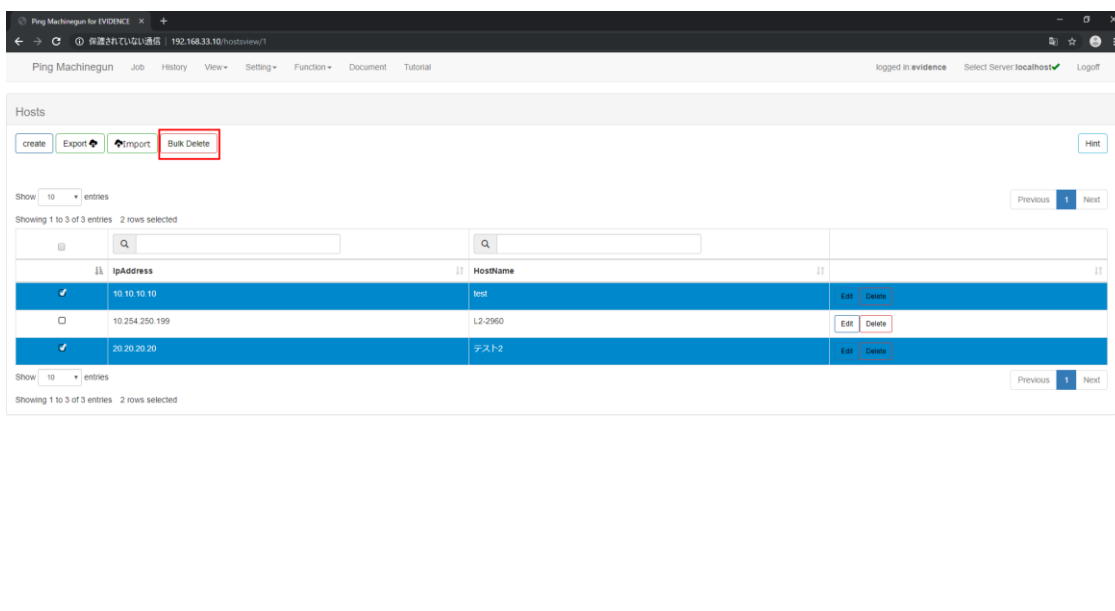 Ping Machinegun for EVIDENCE × +
保護されていない通信 | 192.168.33.10/hostsview/1
Ping Machinegun Job History View Setting Function Document Tutorial logged in:evidence Select Server:localhost Logoff
Hosts
create Export Import Bulk Delete Hint
Show 10 entries Previous 1 Next
Showing 1 to 3 of 3 entries 2 rows selected
IpAddress HostName
10.10.10.10 test Edit Delete
10.254.250.199 L2-2960 Edit Delete
20.20.20.20 テスト2 Edit Delete
Show 10 entries Previous 1 Next
Showing 1 to 3 of 3 entries 2 rows selected